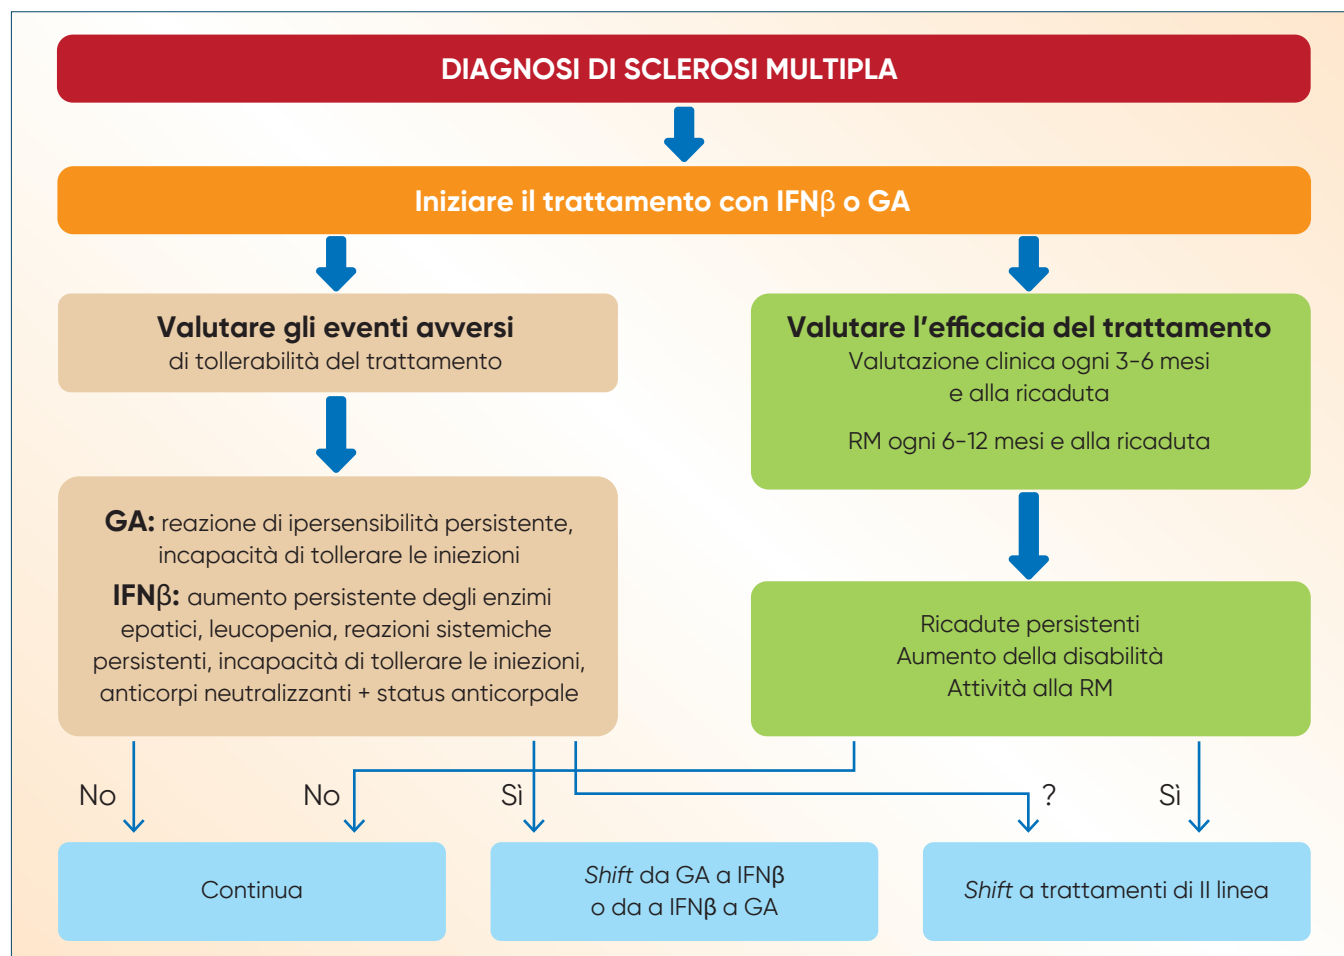 DIAGNOSI DI SCLEROSI MULTIPLA
Iniziare il trattamento con IFNβ o GA
Valutare gli eventi avversi
di tollerabilità del trattamento
Valutare l'efficacia del trattamento
Valutazione clinica ogni 3-6 mesi
e alla ricaduta
RM ogni 6-12 mesi e alla ricaduta
GA: reazione di ipersensibilità persistente,
incapacità di tollerare le iniezioni
IFNβ: aumento persistente degli enzimi
epatici, leucopenia, reazioni sistemiche
persistenti, incapacità di tollerare le iniezioni,
anticorpi neutralizzanti + status anticorpale
Ricadute persistenti
Aumento della disabilità
Attività alla RM
No
No
Sì
?
Sì
Continua
Shift da GA a IFNβ
o da a IFNβ a GA
Shift a trattamenti di II linea